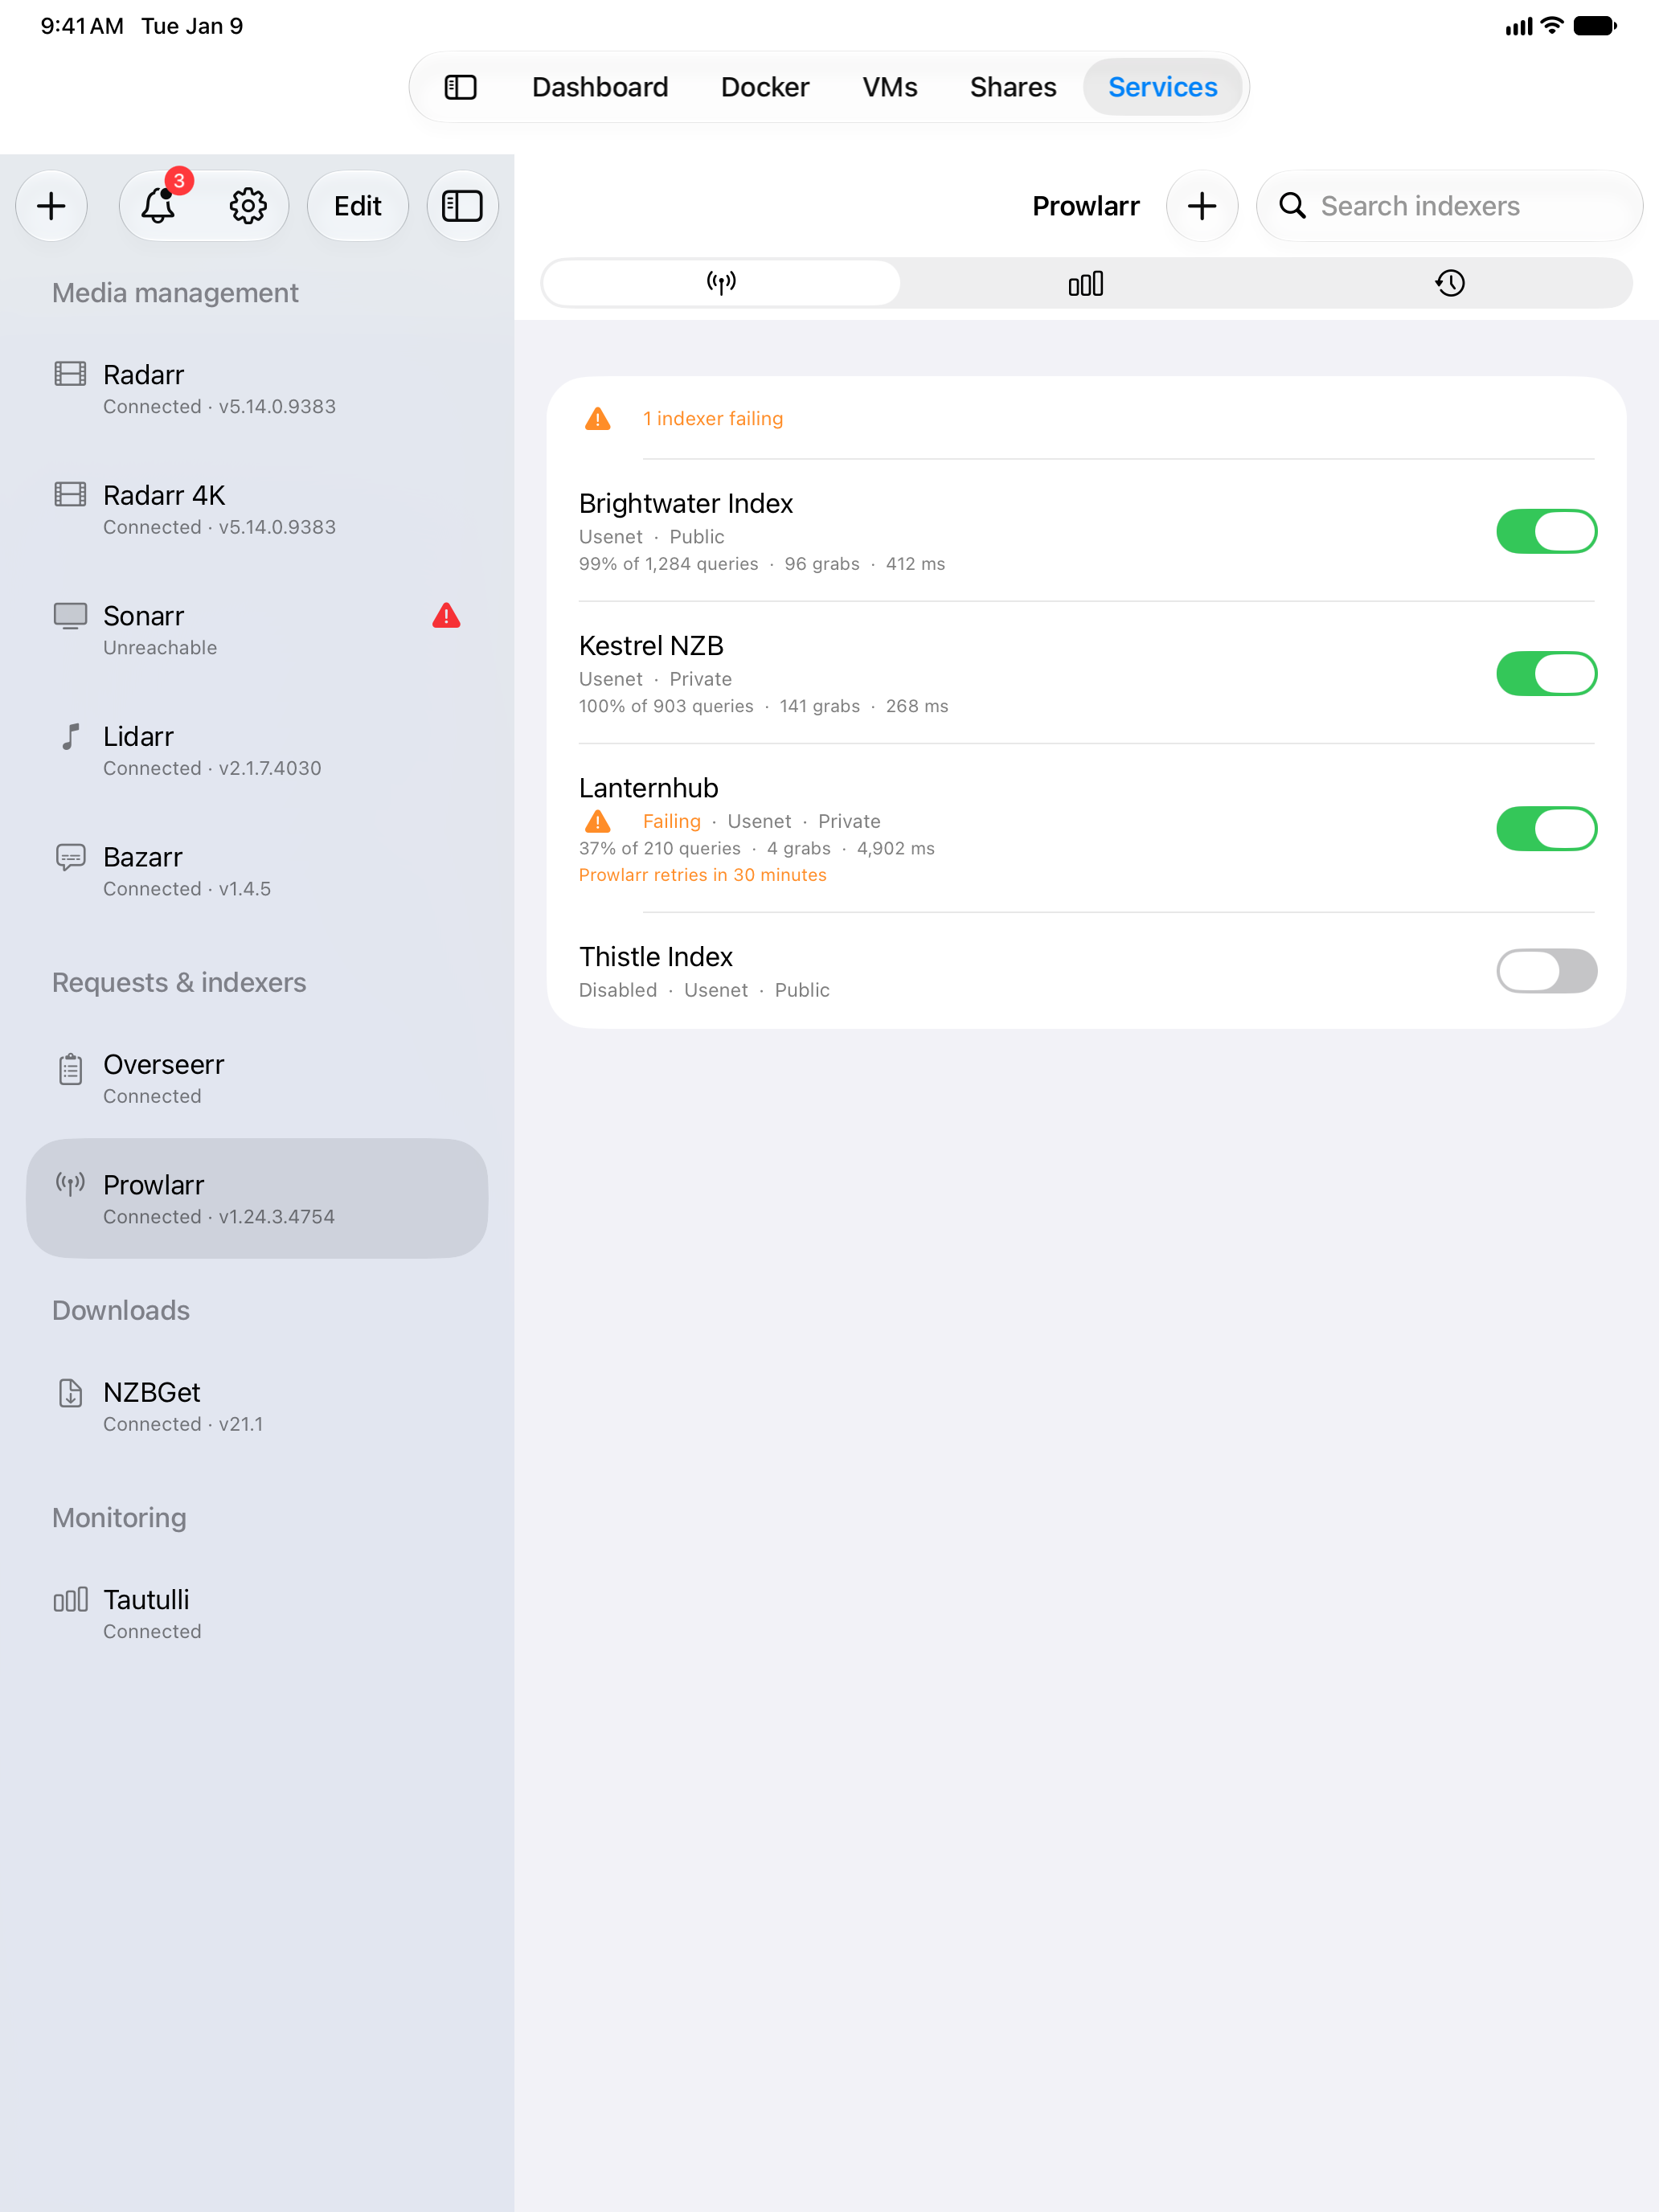 9:41 AM Tue Jan 9
Dashboard Docker VMs Shares Services
3
Edit
Media management
Radarr
Connected · v5.14.0.9383
Radarr 4K
Connected · v5.14.0.9383
Sonarr
Unreachable
Lidarr
Connected · v2.1.7.4030
Bazarr
Connected · v1.4.5
Requests & indexers
Overseerr
Connected
Prowlarr
Connected · v1.24.3.4754
Downloads
NZBGet
Connected · v21.1
Monitoring
Tautulli
Connected
Prowlarr
Search indexers
1 indexer failing
Brightwater Index
Usenet · Public
99% of 1,284 queries · 96 grabs · 412 ms
Kestrel NZB
Usenet · Private
100% of 903 queries · 141 grabs · 268 ms
Lanternhub
Failing · Usenet · Private
37% of 210 queries · 4 grabs · 4,902 ms
Prowlarr retries in 30 minutes
Thistle Index
Disabled · Usenet · Public